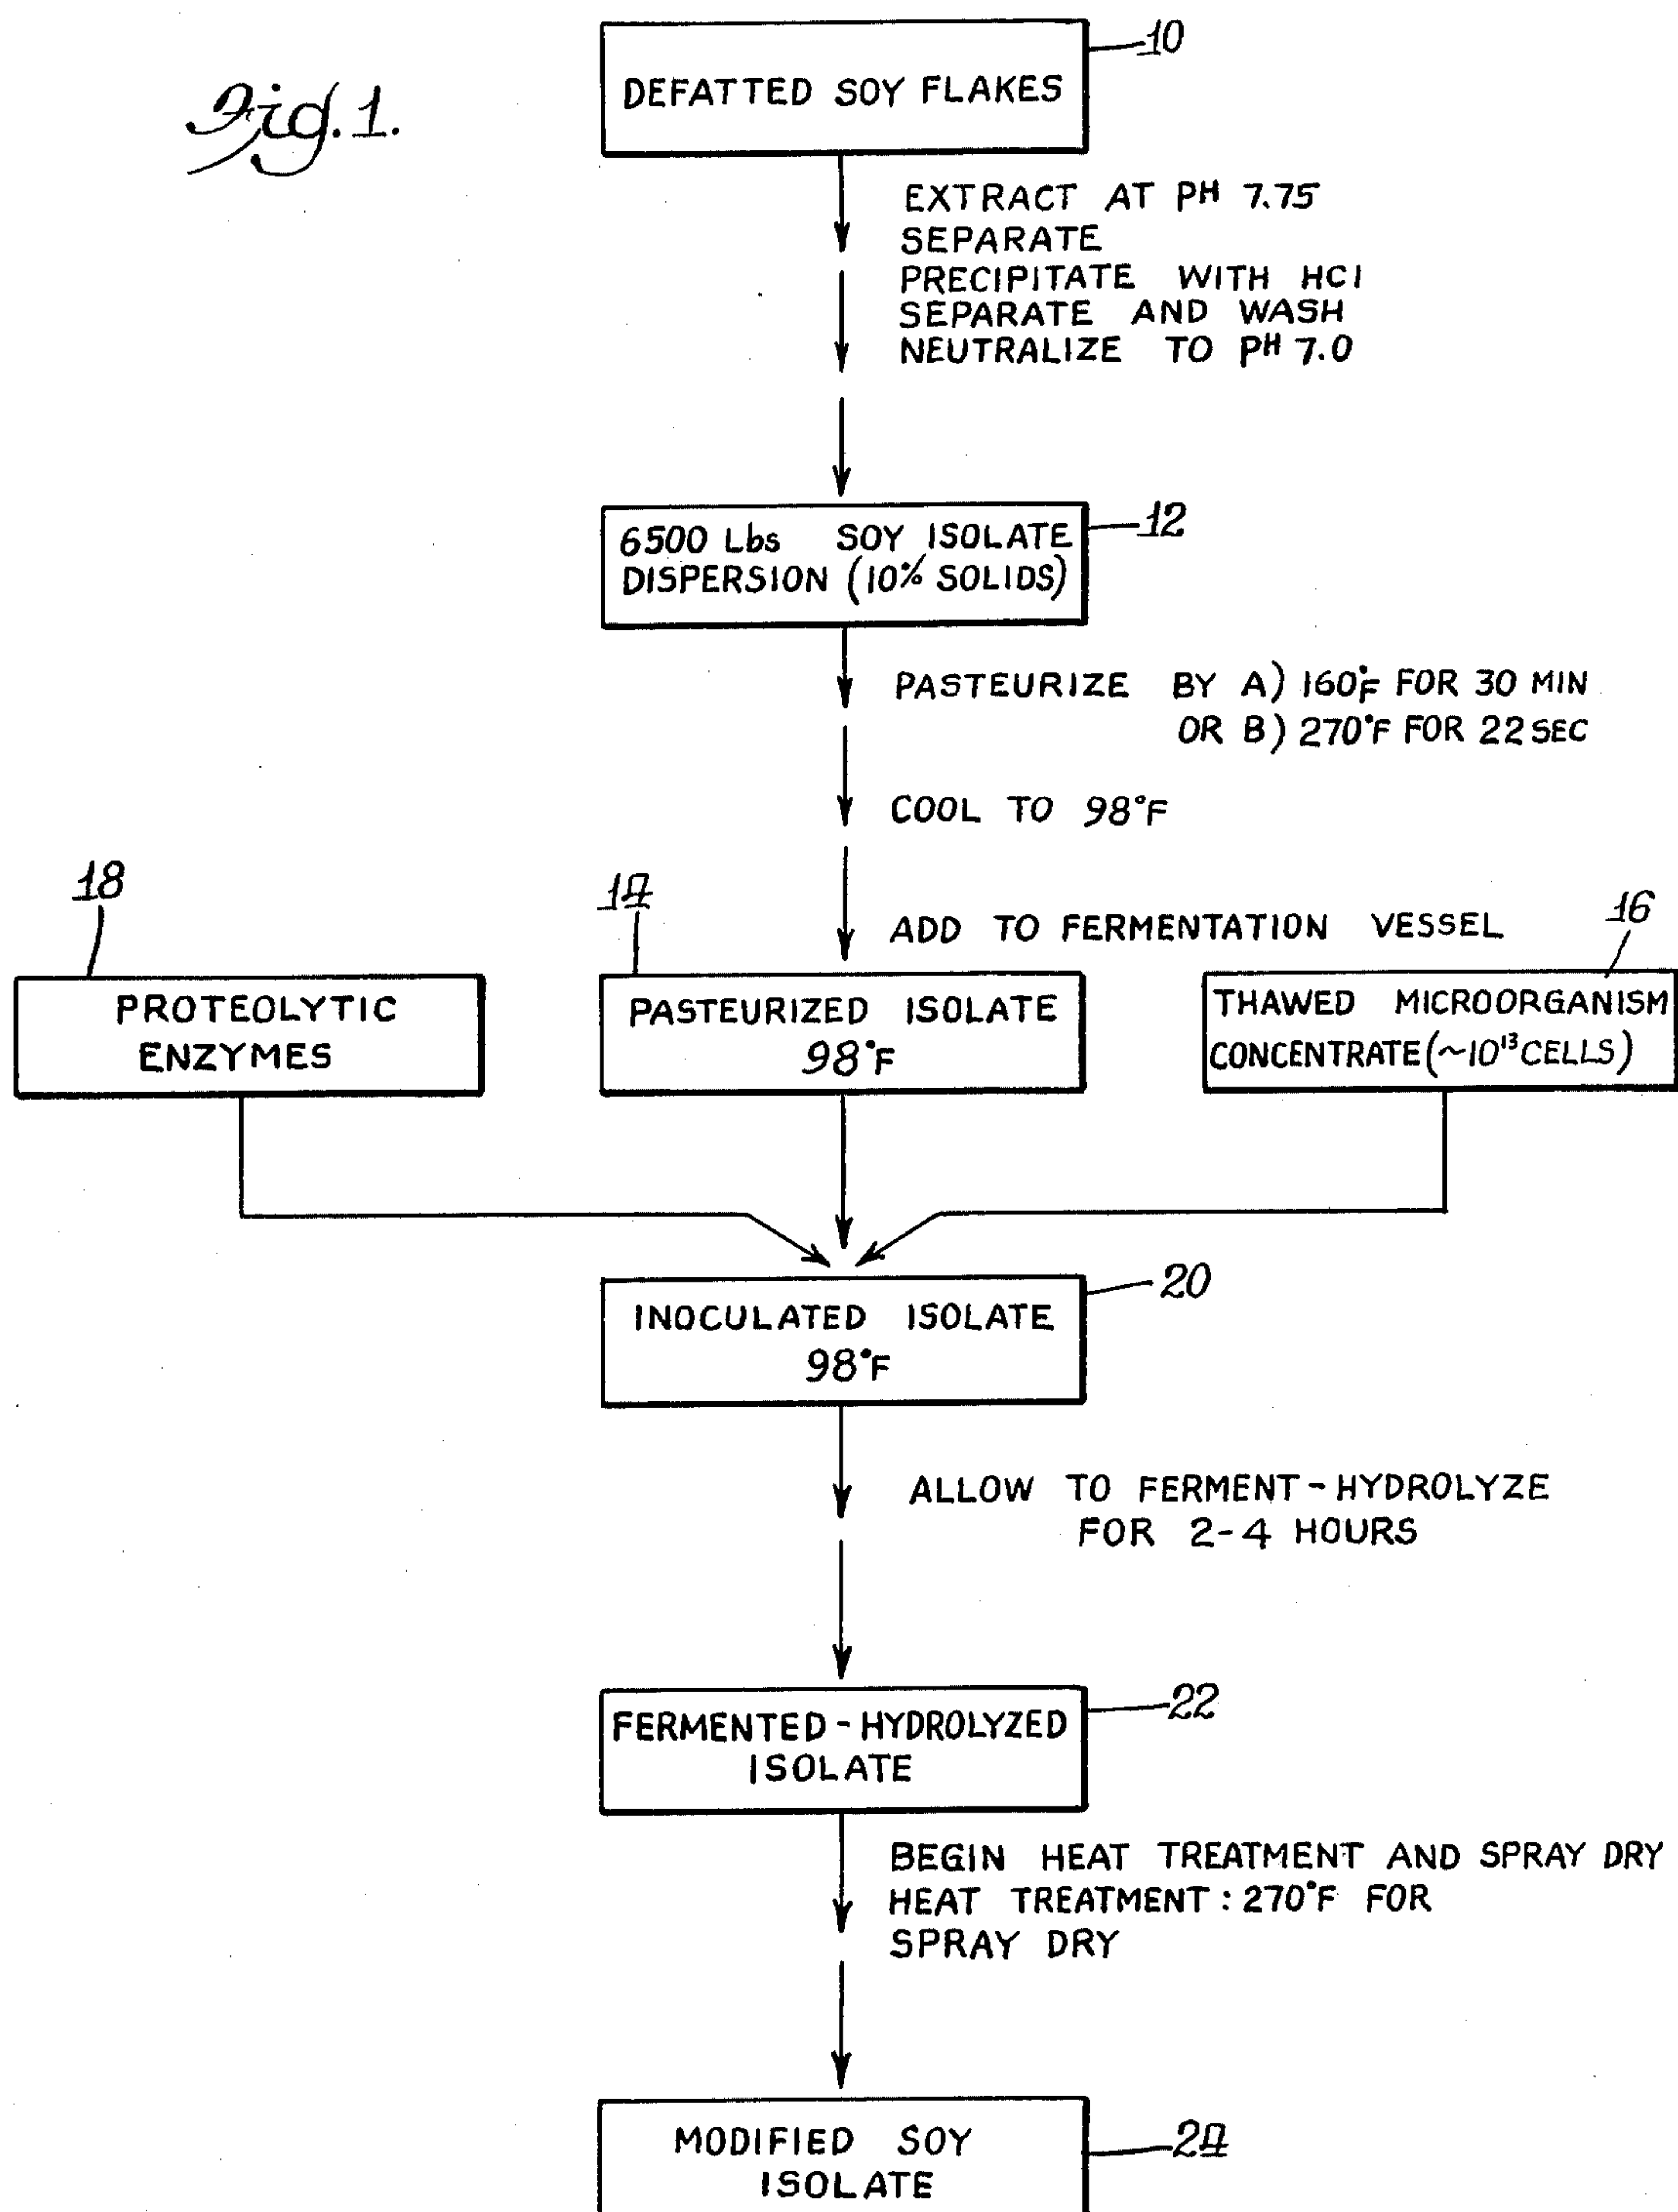 Fig. 1.
10
DEFATTED SOY FLAKES
EXTRACT AT PH 7.75
SEPARATE
PRECIPITATE WITH HCl
SEPARATE AND WASH
NEUTRALIZE TO PH 7.0
12
6500 Lbs SOY ISOLATE
DISPERSION (10% SOLIDS)
PASTEURIZE BY A) 160°F FOR 30 MIN
OR B) 270°F FOR 22 SEC
COOL TO 98°F
ADD TO FERMENTATION VESSEL
18
PROTEOLYTIC
ENZYMES
14
PASTEURIZED ISOLATE
98°F
16
THAWED MICROORGANISM
CONCENTRATE (~10¹³ CELLS)
20
INOCULATED ISOLATE
98°F
ALLOW TO FERMENT-HYDROLYZE
FOR 2-4 HOURS
22
FERMENTED-HYDROLYZED
ISOLATE
BEGIN HEAT TREATMENT AND SPRAY DRY
HEAT TREATMENT: 270°F FOR
SPRAY DRY
24
MODIFIED SOY
ISOLATE